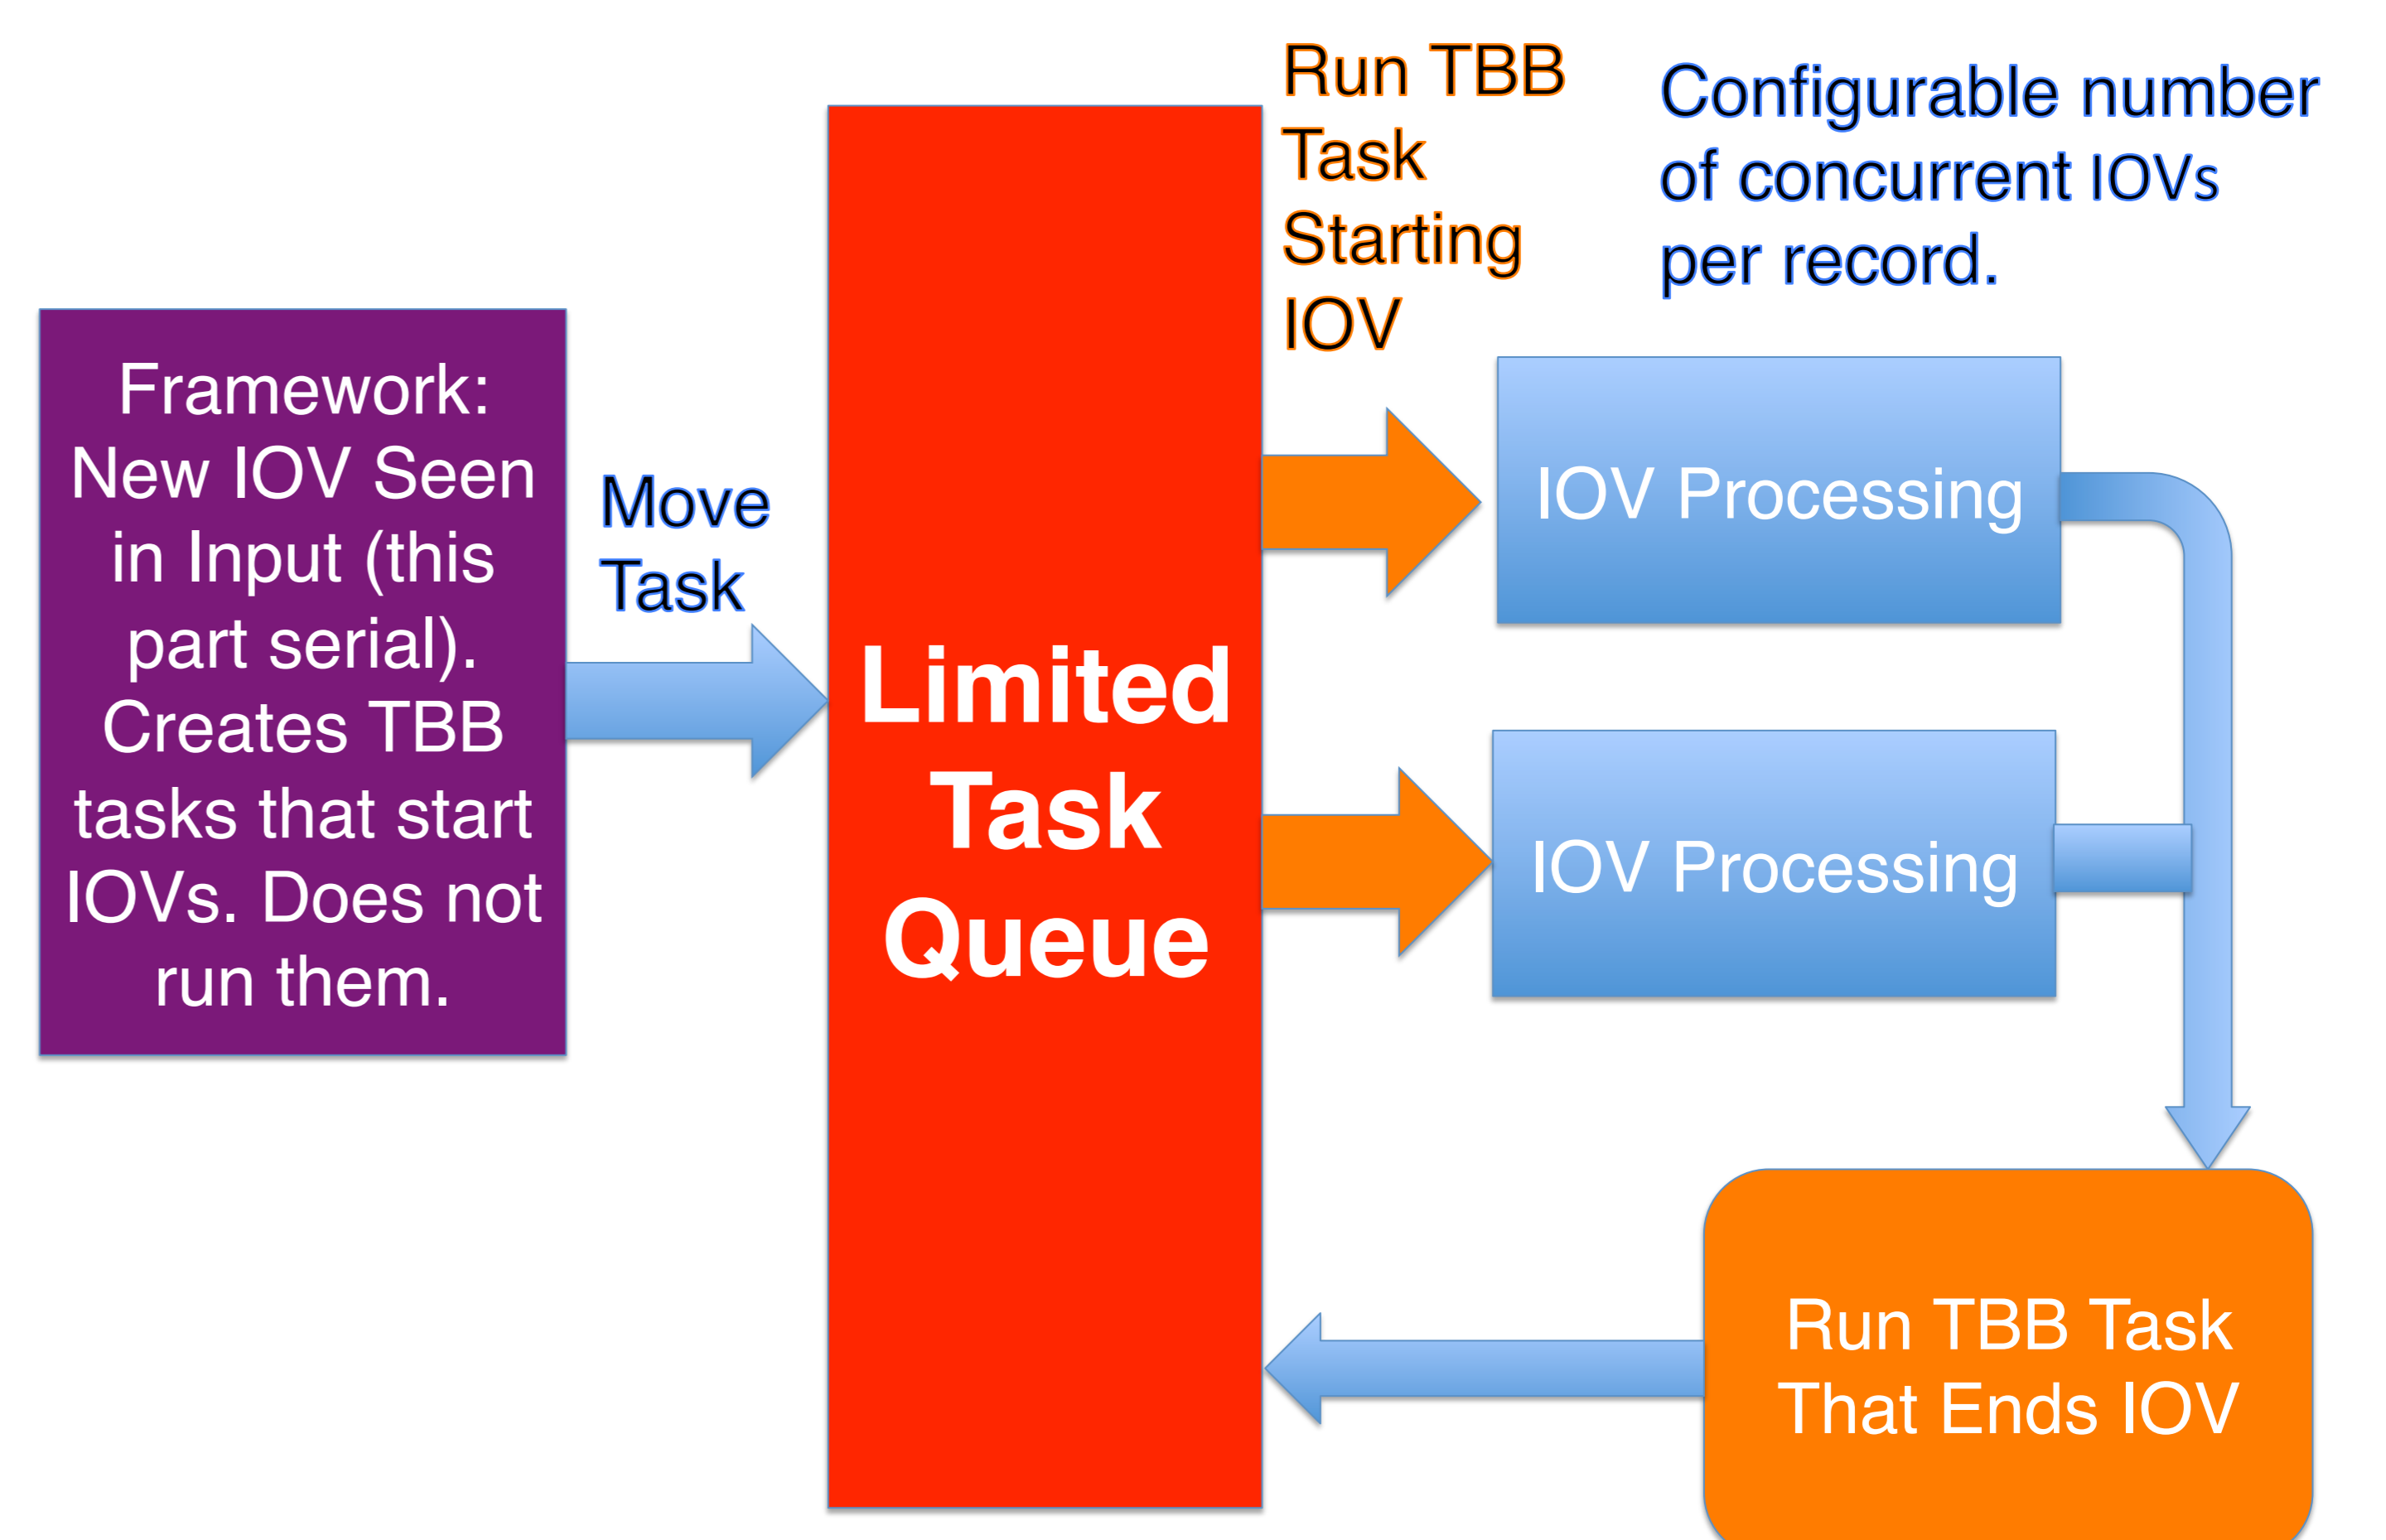 Framework:
New IOV Seen
in Input (this
part serial).
Creates TBB
tasks that start
IOVs. Does not
run them.
Move
Task
Limited
Task
Queue
Run TBB
Task
Starting
IOV
Configurable number
of concurrent IOVs
per record.
IOV Processing
IOV Processing
Run TBB Task
That Ends IOV